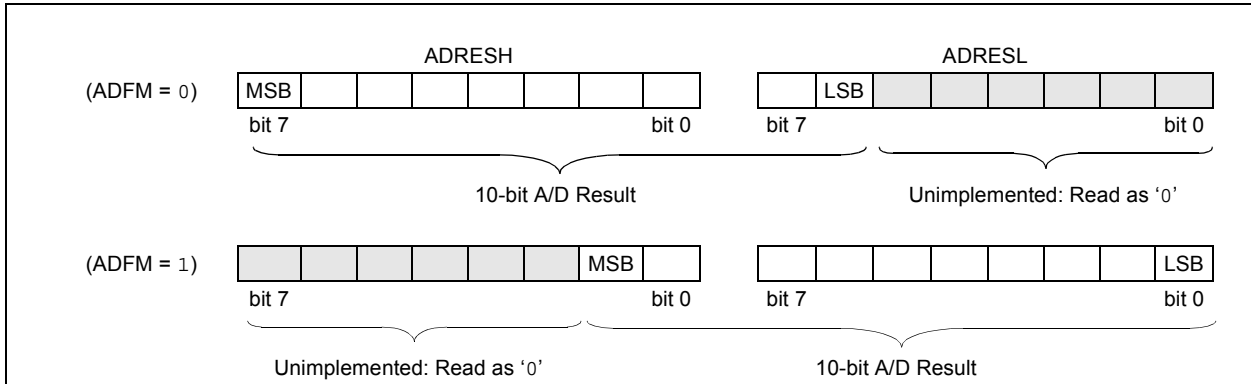 ADRESH ADRESL
(ADFM = 0) MSB LSB
bit 7 bit 0 bit 7 bit 0
10-bit A/D Result Unimplemented: Read as ‘0’
(ADFM = 1) MSB LSB
bit 7 bit 0 bit 7 bit 0
Unimplemented: Read as ‘0’ 10-bit A/D Result